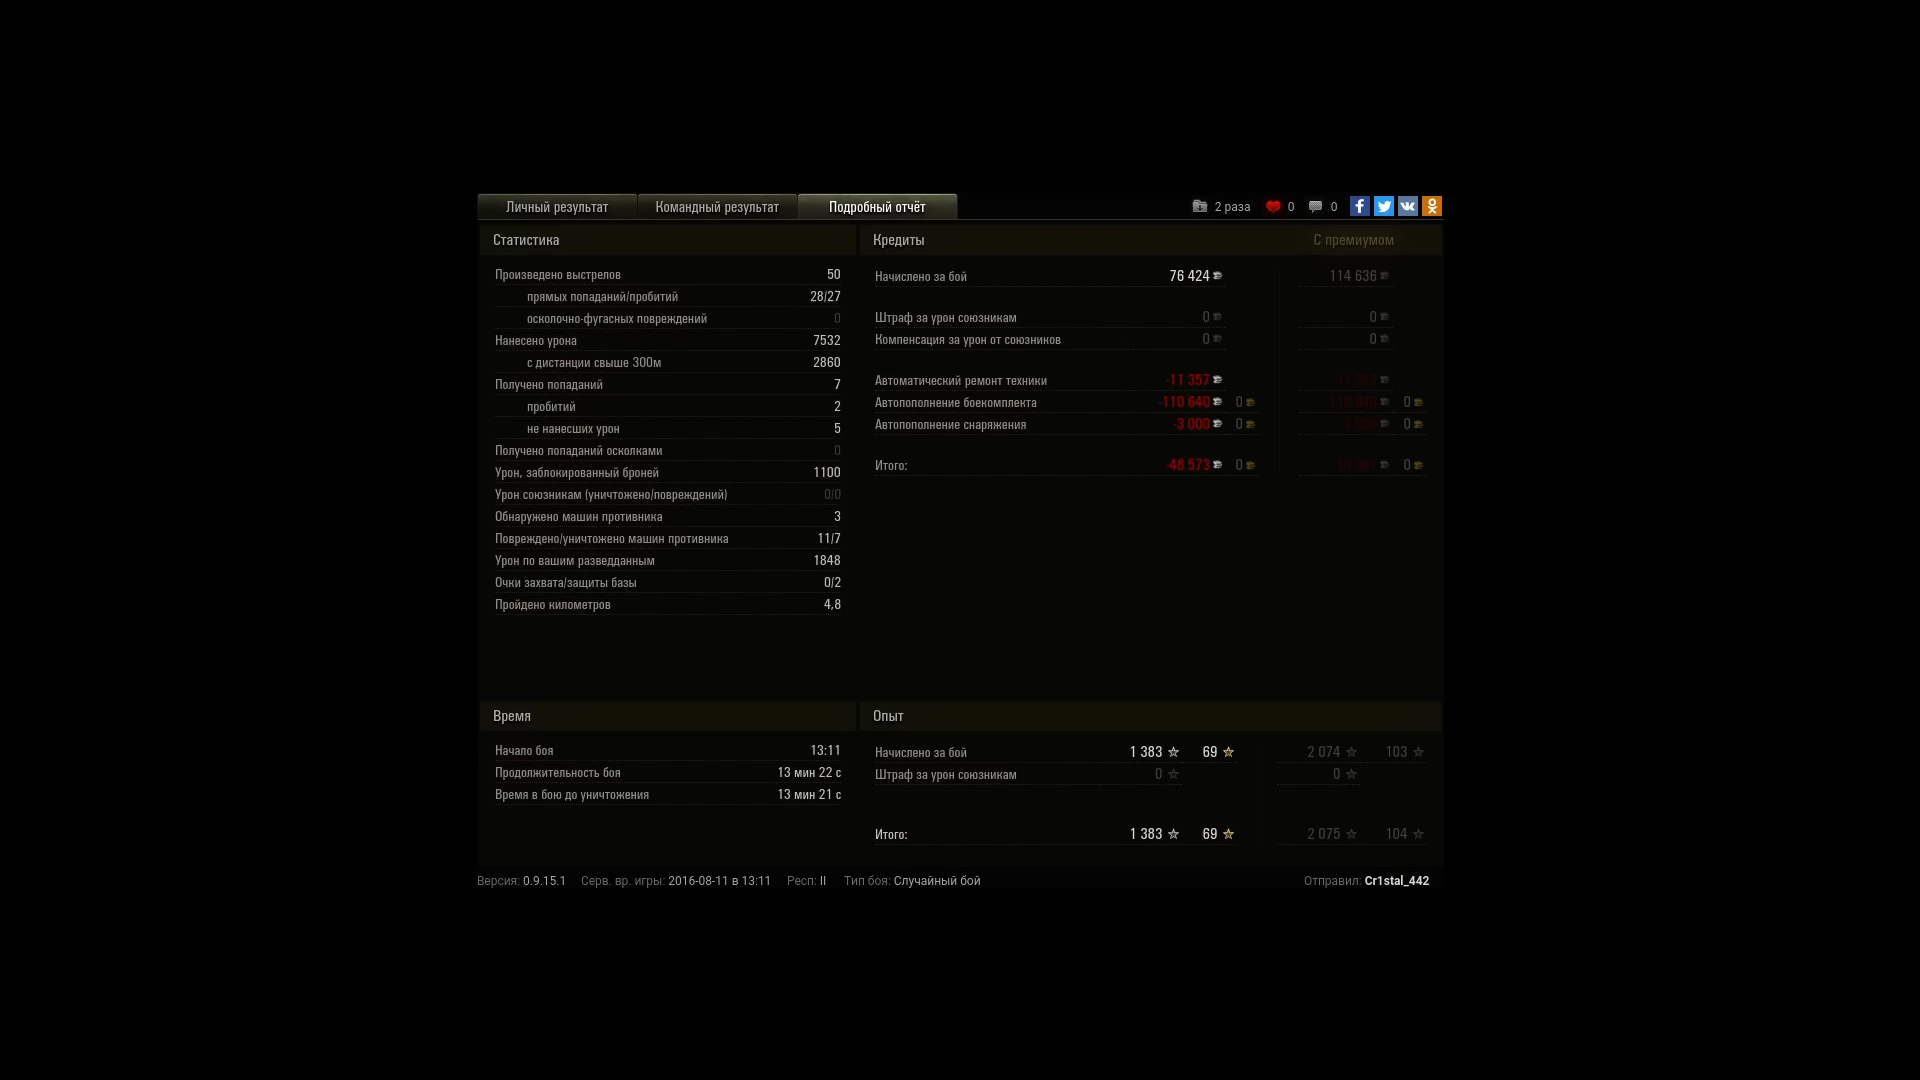 Личный результат Командный результат Подробный отчёт 2 раза 0 0
Статистика
Произведено выстрелов 50
прямых попаданий/пробитий 28/27
осколочно-фугасных повреждений 0
Нанесено урона 7532
с дистанции свыше 300м 2860
Получено попаданий 7
пробитий 2
не нанесших урон 5
Получено попаданий осколками 0
Урон, заблокированный броней 1100
Урон союзникам (уничтожено/повреждений) 0/0
Обнаружено машин противника 3
Повреждено/уничтожено машин противника 11/7
Урон по вашим разведданным 1848
Очки захвата/защиты базы 0/2
Пройдено километров 4,8
Кредиты С премиумом
Начислено за бой 76 424 114 636
Штраф за урон союзникам 0 0
Компенсация за урон от союзников 0 0
Автоматический ремонт техники -11 357
Автопополнение боекомплекта -110 640 0 0
Автопополнение снаряжения -3 000 0 0
Итого: -48 573 0 0
Время
Начало боя 13:11
Продолжительность боя 13 мин 22 с
Время в бою до уничтожения 13 мин 21 с
Опыт
Начислено за бой 1 383 69 2 074 103
Штраф за урон союзникам 0 0
Итого: 1 383 69 2 075 104
Версия: 0.9.15.1 Серв. вр. игры: 2016-08-11 в 13:11 Респ: II Тип боя: Случайный бой Отправил: Cr1stal_442